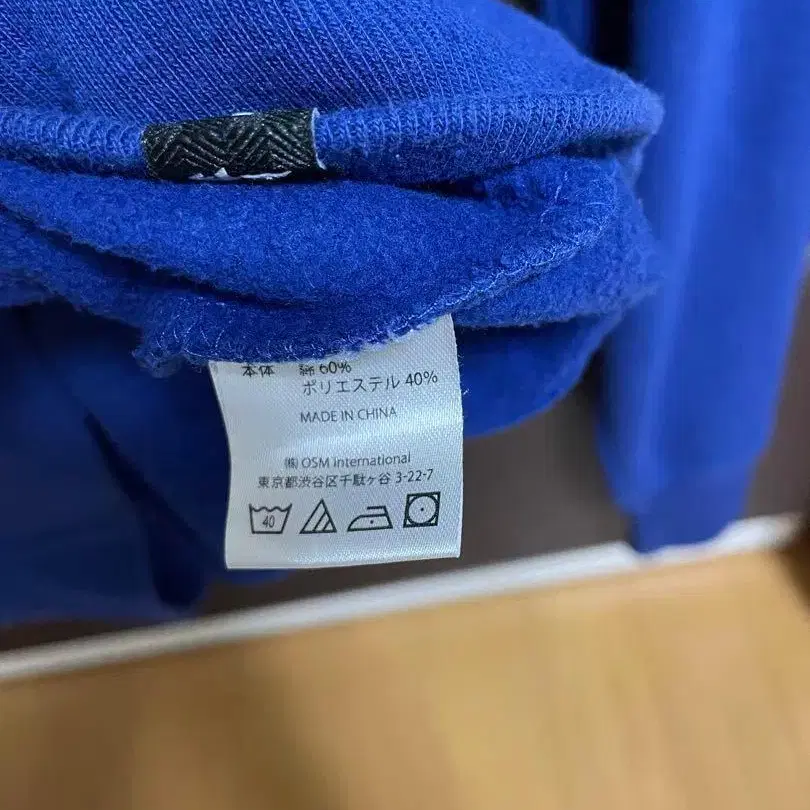 本体 綿 60%
ポリエステル 40%
MADE IN CHINA
㈱ OSM international
東京都渋谷区千駄ヶ谷 3-22-7
40